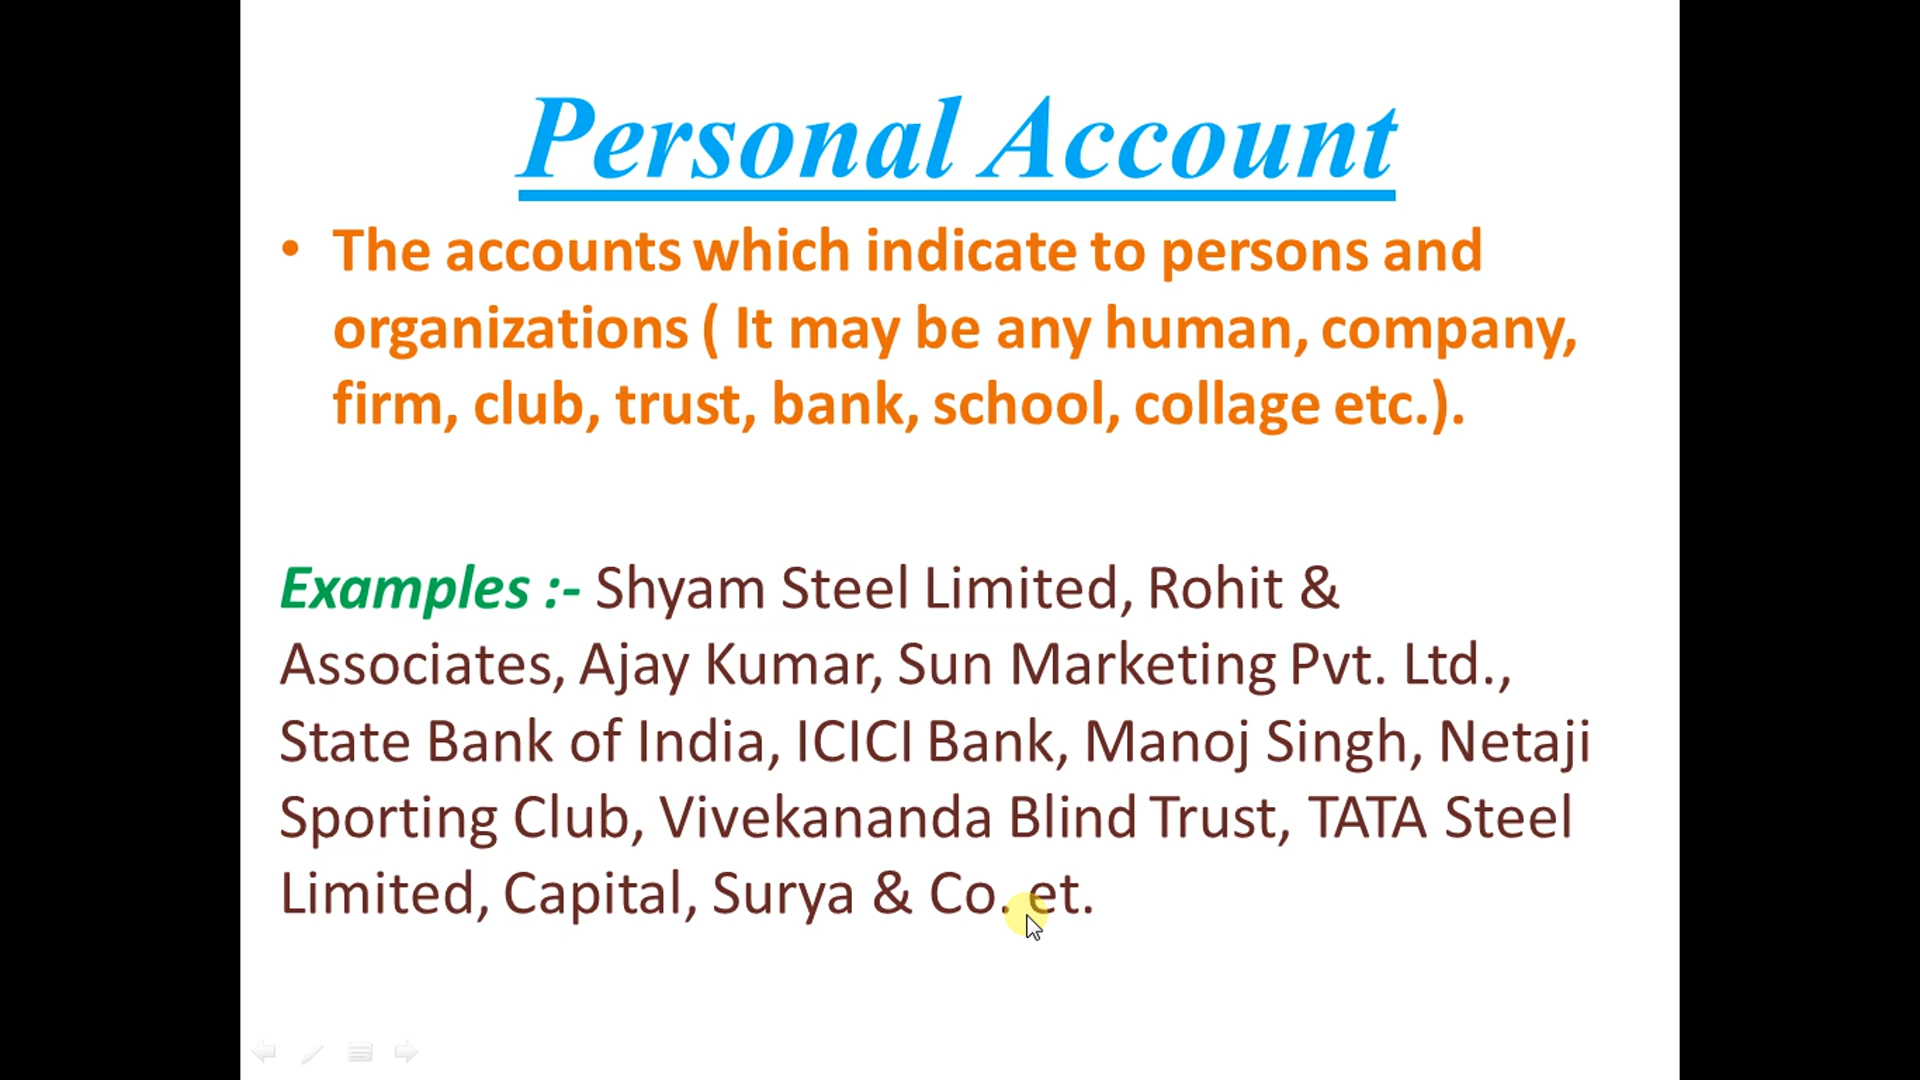 Personal Account
• The accounts which indicate to persons and
organizations ( It may be any human, company,
firm, club, trust, bank, school, collage etc.).
Examples :- Shyam Steel Limited, Rohit &
Associates, Ajay Kumar, Sun Marketing Pvt. Ltd.,
State Bank of India, ICICI Bank, Manoj Singh, Netaji
Sporting Club, Vivekananda Blind Trust, TATA Steel
Limited, Capital, Surya & Co. et.